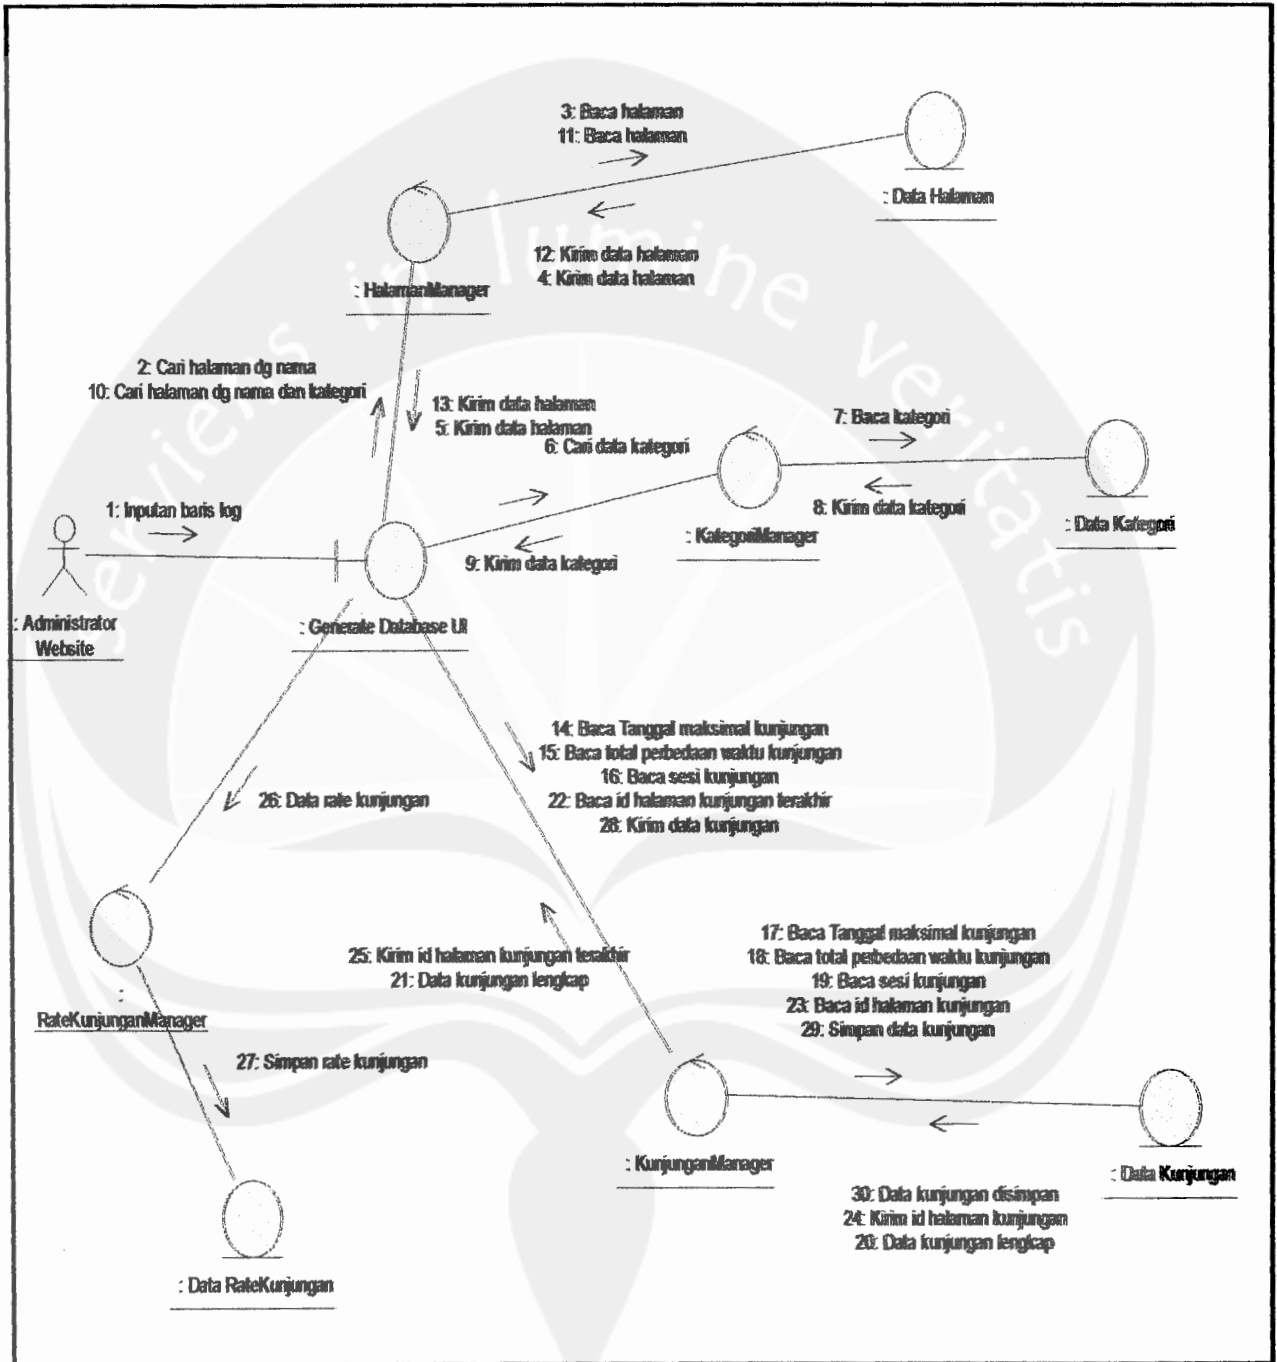 3: Baca halaman
11: Baca halaman
: Data Halaman
12: Kirim data halaman
4: Kirim data halaman
: HalamanManager
2: Cari halaman dg nama
10: Cari halaman dg nama dan kategori
13: Kirim data halaman
5: Kirim data halaman
6: Cari data kategori
7: Baca kategori
8: Kirim data kategori
: Data Kategori
: KategoriManager
9: Kirim data kategori
1: Inputan baris log
: Administrator
Website
: Generate Database UI
14: Baca Tanggal maksimal kunjungan
15: Baca total perbedaan waktu kunjungan
16: Baca sesi kunjungan
22: Baca id halaman kunjungan terakhir
28: Kirim data kunjungan
26: Data rate kunjungan
25: Kirim id halaman kunjungan terakhir
21: Data kunjungan lengkap
17: Baca Tanggal maksimal kunjungan
18: Baca total perbedaan waktu kunjungan
19: Baca sesi kunjungan
23: Baca id halaman kunjungan
29: Simpan data kunjungan
:
RateKunjunganManager
27: Simpan rate kunjungan
: KunjunganManager
: Data Kunjungan
30: Data kunjungan disimpan
24: Kirim id halaman kunjungan
20: Data kunjungan lengkap
: Data RateKunjungan
serviens in lumine veritatis